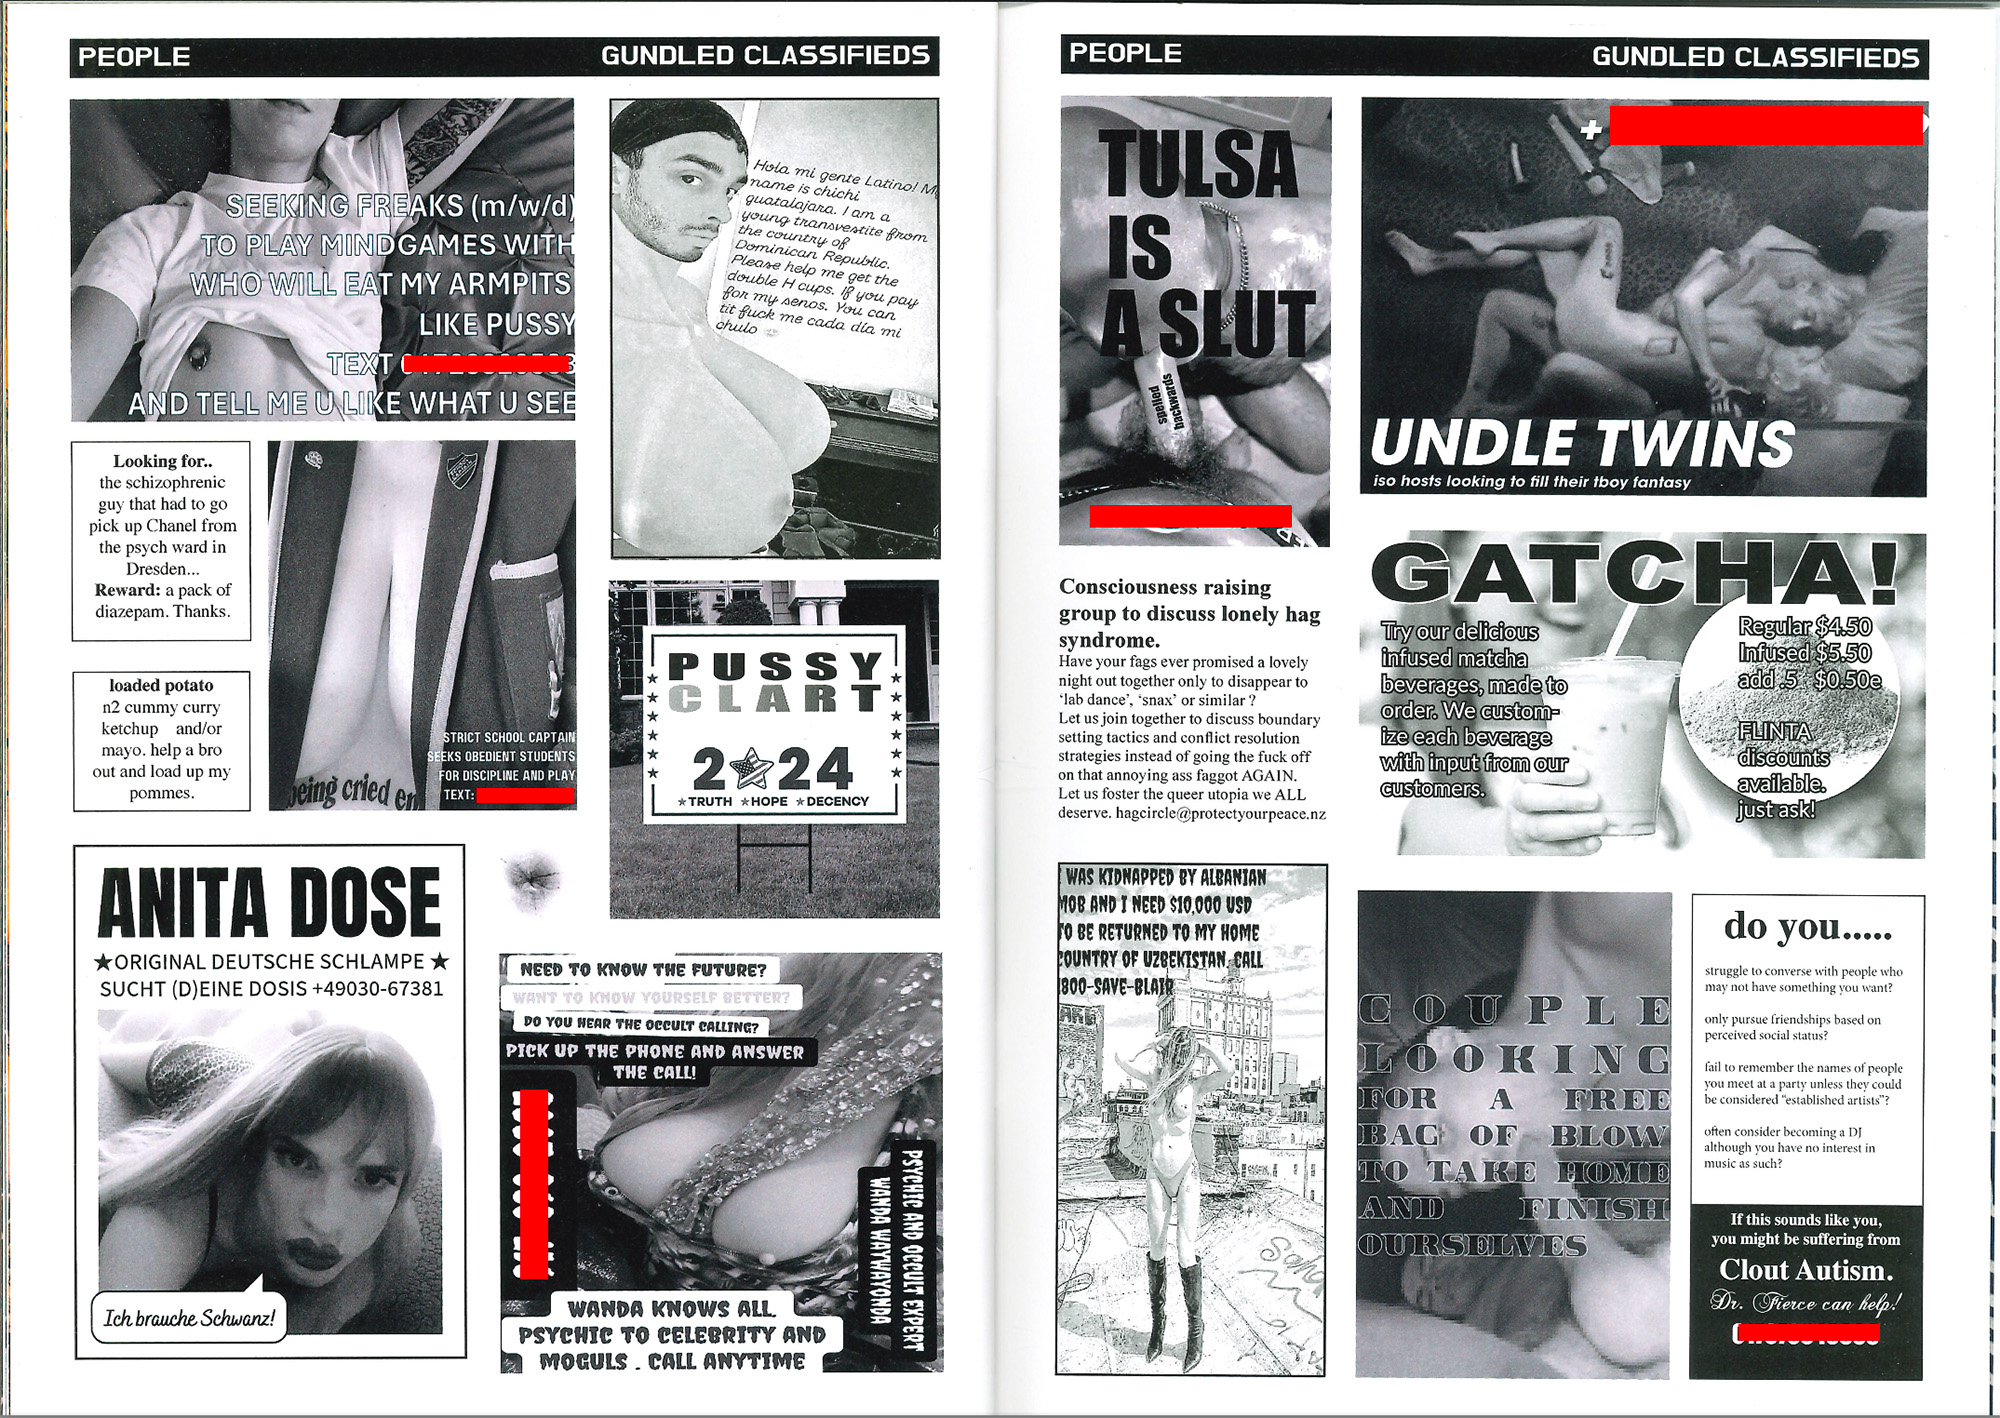 PEOPLE
GUNDLED CLASSIFIEDS
SEEKING FREAKS (m/w/d)
TO PLAY MINDGAMES WITH
WHO WILL EAT MY ARMPITS
LIKE PUSSY
TEXT
AND TELL ME U LIKE WHAT U SEE
Hola mi gente Latino! My
name is chichi
guatalajara. I am a
young transvestite from
the country of
Dominican Republic.
Please help me get the
double H cups. If you pay
for my senos. You can
tit fuck me cada dia mi
chulo
Looking for..
the schizophrenic
guy that had to go
pick up Chanel from
the psych ward in
Dresden...
Reward: a pack of
diazepam. Thanks.
loaded potato
n2 cummy curry
ketchup and/or
mayo. help a bro
out and load up my
pommes.
being cried en
STRICT SCHOOL CAPTAIN
SEEKS OBEDIENT STUDENTS
FOR DISCIPLINE AND PLAY
TEXT:
PUSSY
CLART
2 24
TRUTH HOPE DECENCY
ANITA DOSE
★ORIGINAL DEUTSCHE SCHLAMPE ★
SUCHT (D)EINE DOSIS +49030-67381
Ich brauche Schwanz!
NEED TO KNOW THE FUTURE?
WANT TO KNOW YOURSELF BETTER?
DO YOU HEAR THE OCCULT CALLING?
PICK UP THE PHONE AND ANSWER
THE CALL!
PSYCHIC AND OCCULT EXPERT
WANDA WAYWAYONDA
WANDA KNOWS ALL
PSYCHIC TO CELEBRITY AND
MOGULS . CALL ANYTIME
PEOPLE
GUNDLED CLASSIFIEDS
TULSA
IS
A SLUT
spelled
backwards
+
UNDLE TWINS
iso hosts looking to fill their tboy fantasy
Consciousness raising
group to discuss lonely hag
syndrome.
Have your fags ever promised a lovely
night out together only to disappear to
‘lab dance’, ‘snax’ or similar ?
Let us join together to discuss boundary
setting tactics and conflict resolution
strategies instead of going the fuck off
on that annoying ass faggot AGAIN.
Let us foster the queer utopia we ALL
deserve. hagcircle@protectyourpeace.nz
GATCHA!
Try our delicious
infused matcha
beverages, made to
order. We custom-
ize each beverage
with input from our
customers.
Regular $4.50
Infused $5.50
add .5 $0.50e
FLINTA
discounts
available.
just ask!
I WAS KIDNAPPED BY ALBANIAN
MOB AND I NEED $10,000 USD
TO BE RETURNED TO MY HOME
COUNTRY OF UZBEKISTAN. CALL
1800-SAVE-BLAIR
COUPLE
LOOKING
FOR A FREE
BAG OF BLOW
TO TAKE HOME
AND FINISH
OURSELVES
do you.....
struggle to converse with people who
may not have something you want?
only pursue friendships based on
perceived social status?
fail to remember the names of people
you meet at a party unless they could
be considered “established artists”?
often consider becoming a DJ
although you have no interest in
music as such?
If this sounds like you,
you might be suffering from
Clout Autism.
Dr. Fierce can help!